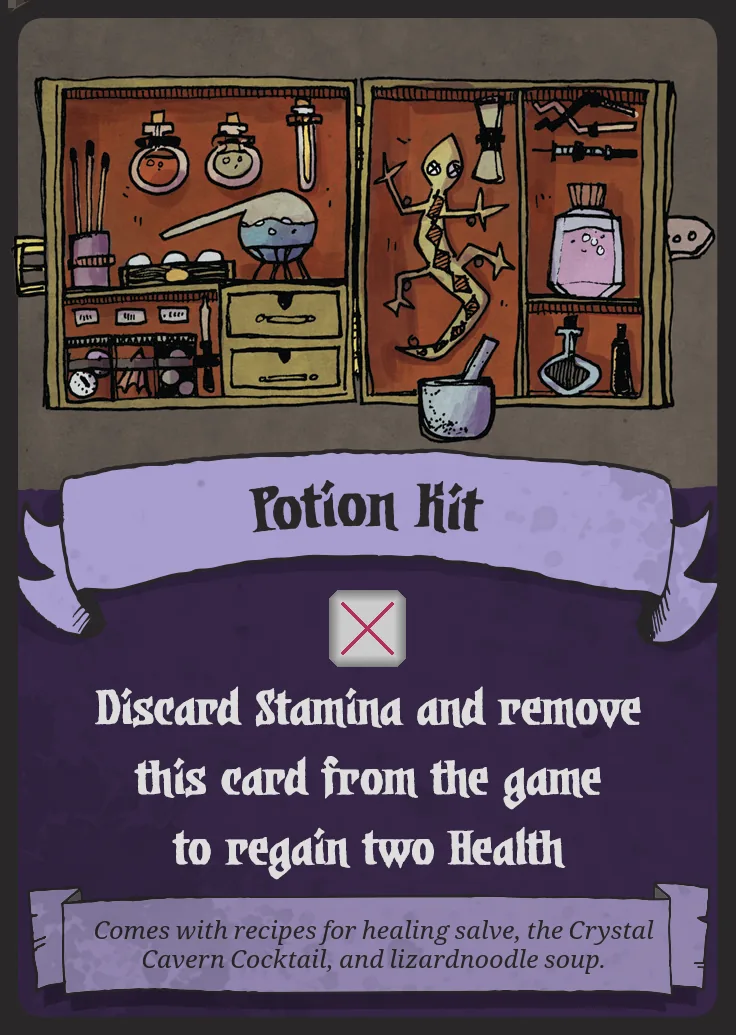 Potion Kit
Discard Stamina and remove
this card from the game
to regain two Health
Comes with recipes for healing salve, the Crystal
Cavern Cocktail, and lizardnoodle soup.